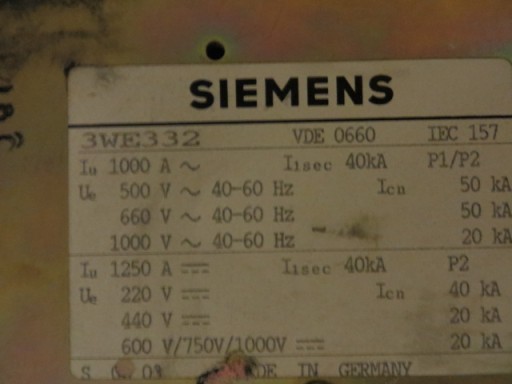 SIEMENS
3WE332 VDE 0660 IEC 157
Iu 1000 A ~ I1sec 40kA P1/P2
Ue 500 V ~ 40-60 Hz Icn 50 kA
660 V ~ 40-60 Hz 50 kA
1000 V ~ 40-60 Hz 20 kA
Iu 1250 A ⎓ I1sec 40kA P2
Ue 220 V ⎓ Icn 40 kA
440 V ⎓ 20 kA
600 V/750V/1000V ⎓ 20 kA
S IN GERMANY